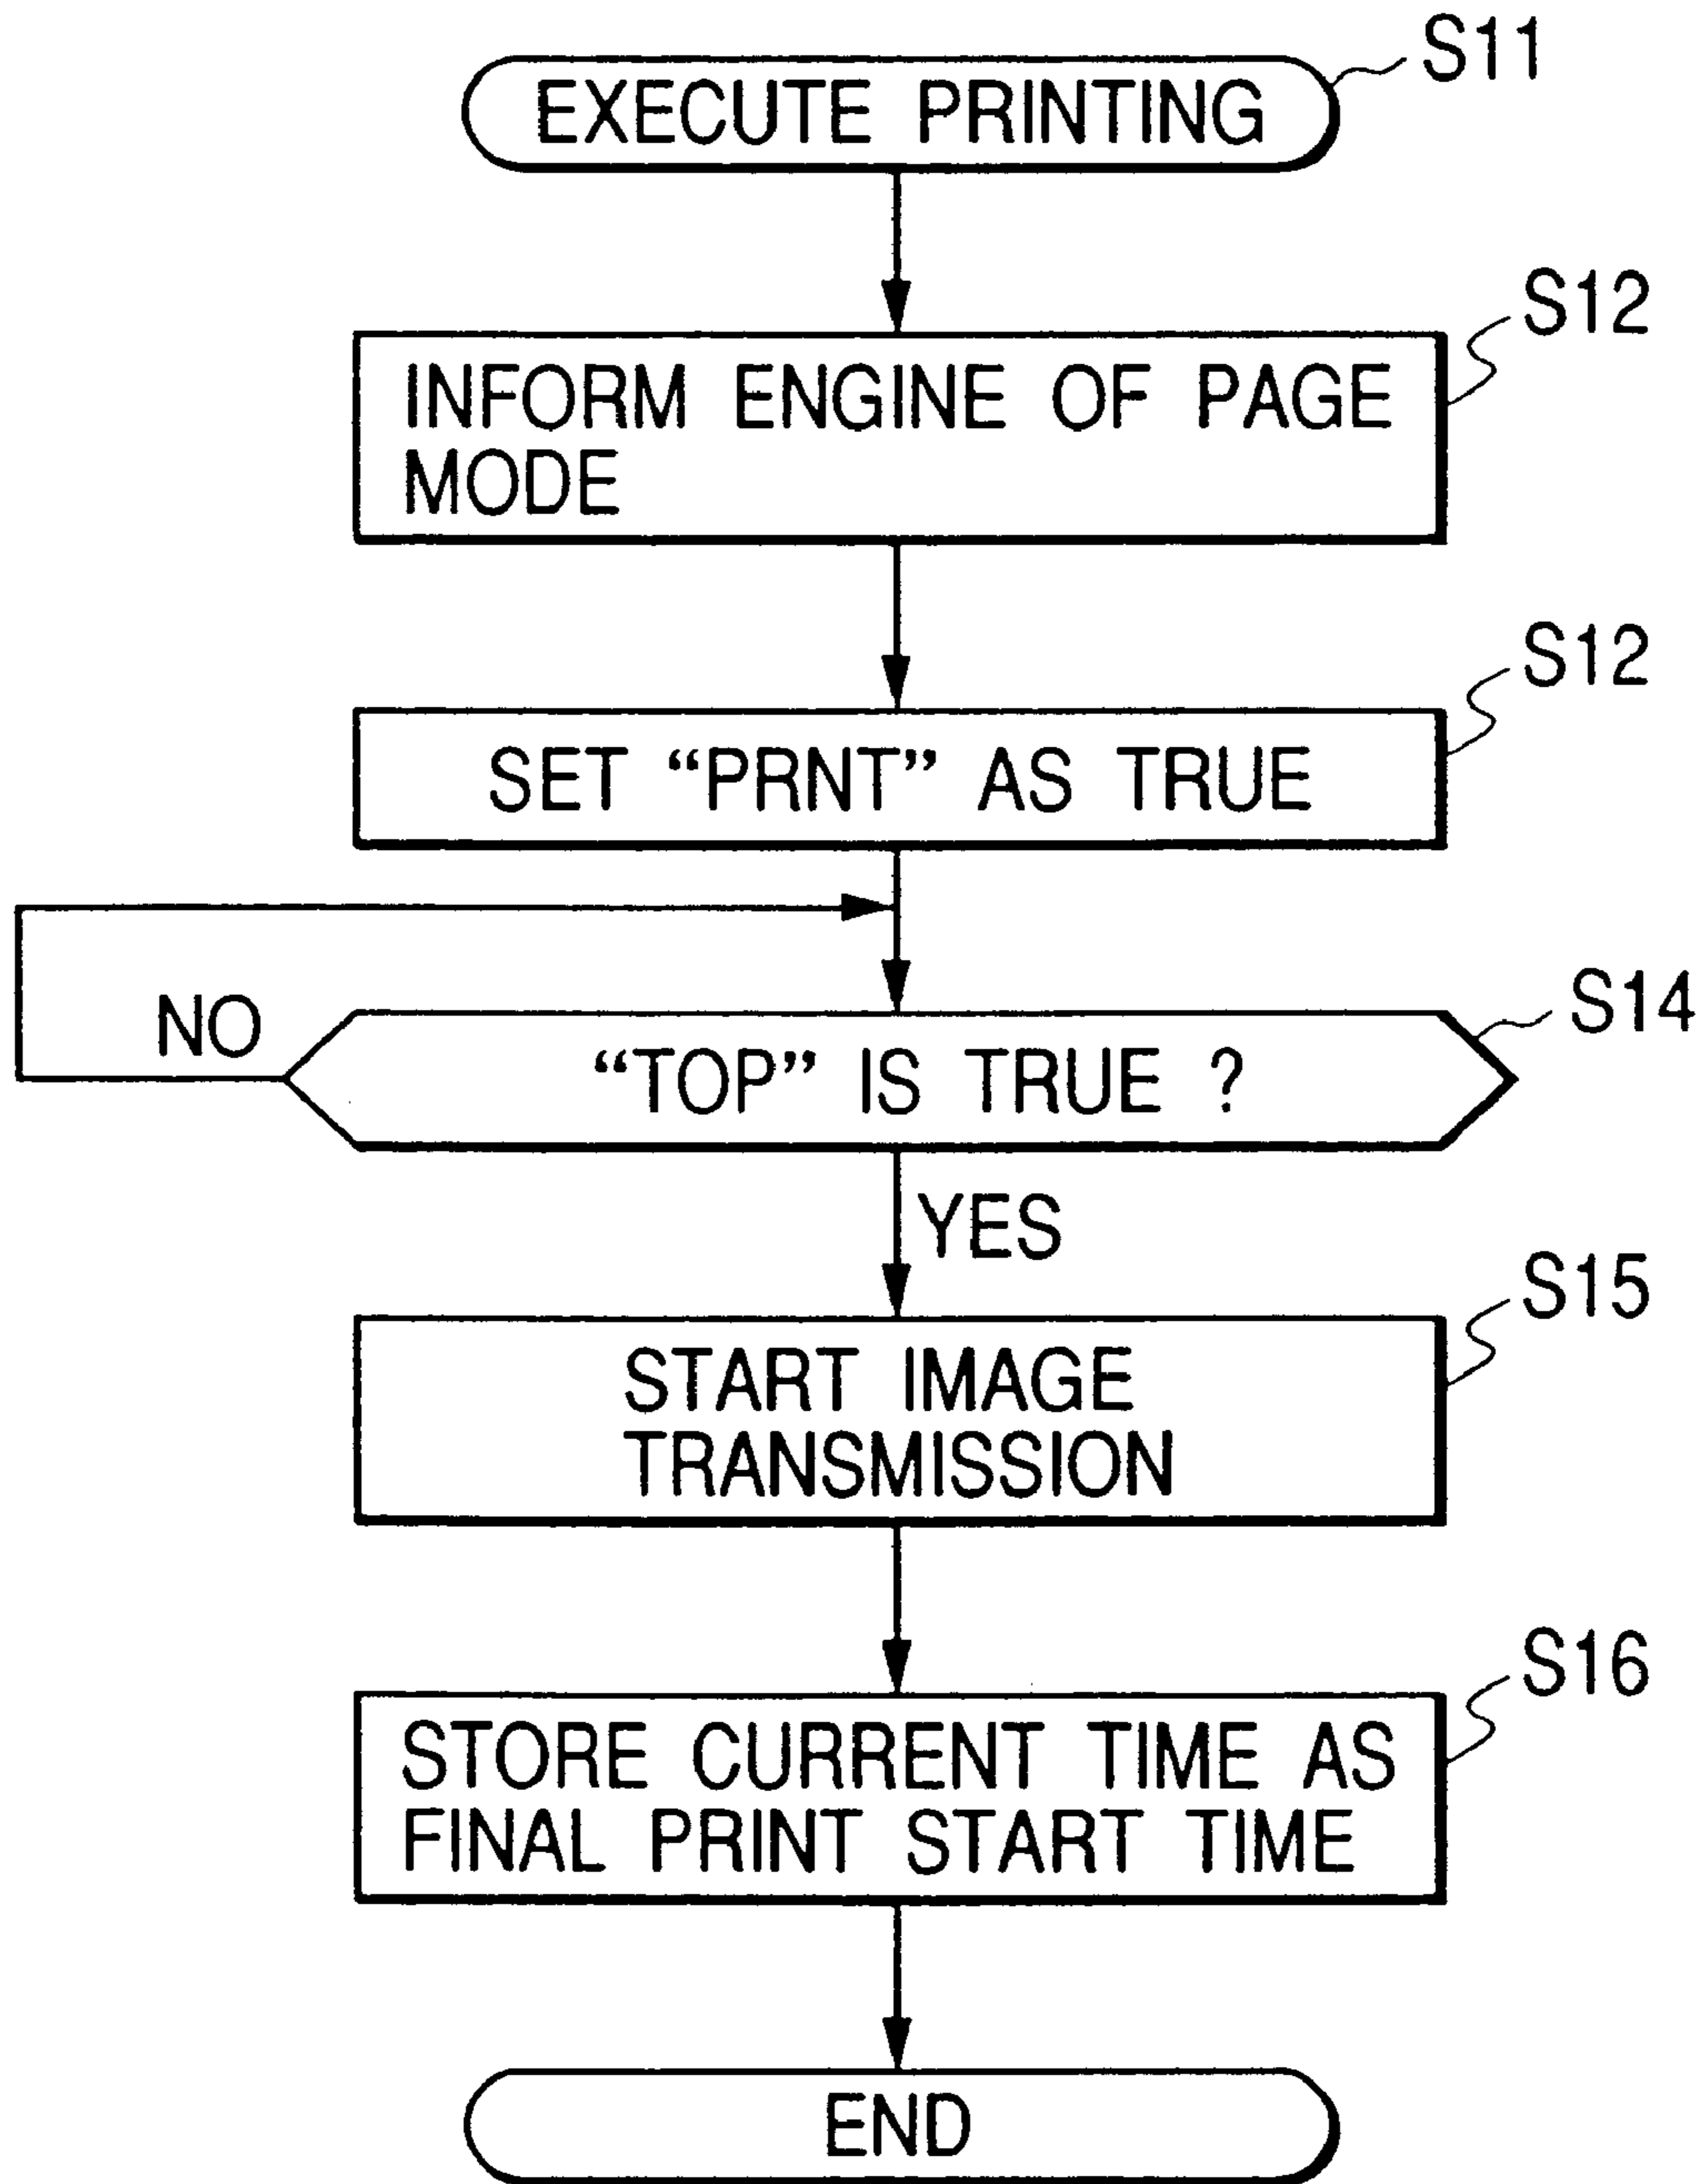 S11
EXECUTE PRINTING
S12
INFORM ENGINE OF PAGE
MODE
S12
SET “PRNT” AS TRUE
NO
S14
“TOP” IS TRUE ?
YES
S15
START IMAGE
TRANSMISSION
S16
STORE CURRENT TIME AS
FINAL PRINT START TIME
END